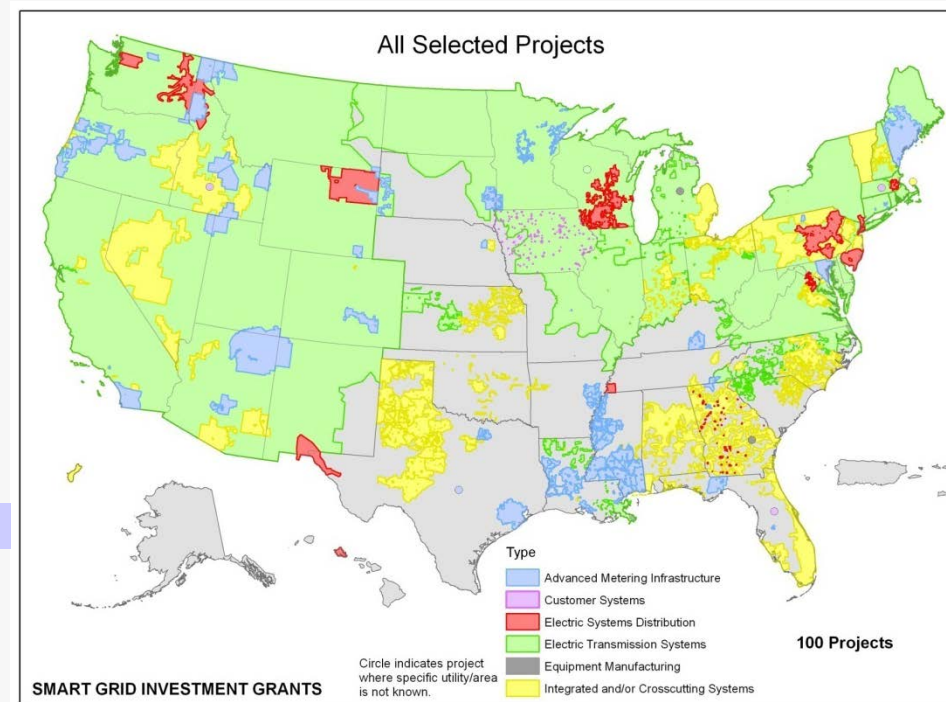 All Selected Projects
Type
Advanced Metering Infrastructure
Customer Systems
Electric Systems Distribution
Electric Transmission Systems
Equipment Manufacturing
Integrated and/or Crosscutting Systems
100 Projects
Circle indicates project
where specific utility/area
is not known.
SMART GRID INVESTMENT GRANTS